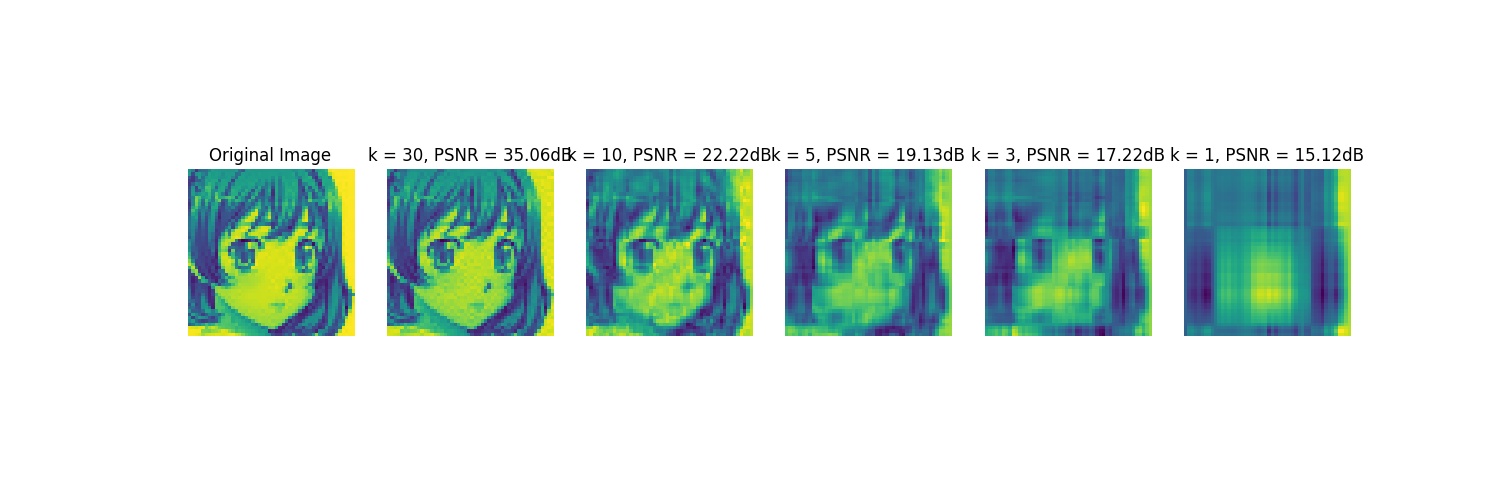 Original Image
k = 30, PSNR = 35.06dB
k = 10, PSNR = 22.22dB
k = 5, PSNR = 19.13dB
k = 3, PSNR = 17.22dB
k = 1, PSNR = 15.12dB